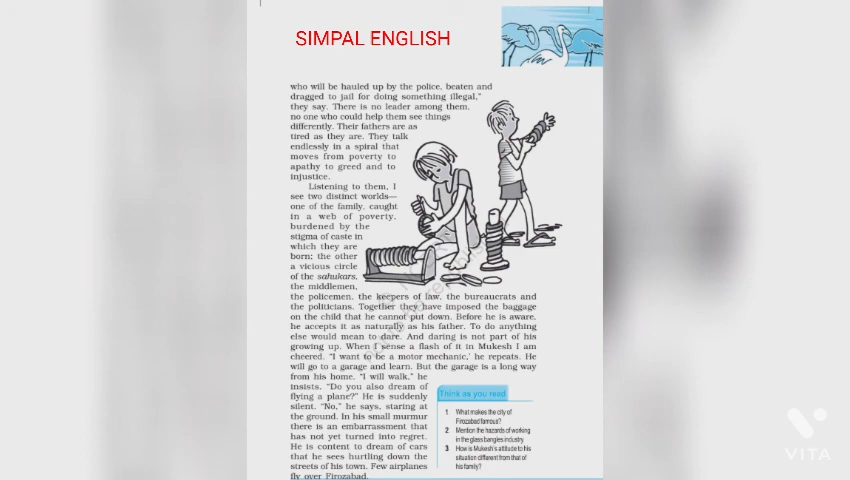 SIMPAL ENGLISH
who will be hauled up by the police, beaten and
dragged to jail for doing something illegal,"
they say. There is no leader among them,
no one who could help them see things
differently. Their fathers are as
tired as they are. They talk
endlessly in a spiral that
moves from poverty to
apathy to greed and to
injustice.
Listening to them, I
see two distinct worlds—
one of the family, caught
in a web of poverty,
burdened by the
stigma of caste in
which they are
born; the other
a vicious circle
of the sahukars,
the middlemen,
the policemen, the keepers of law, the bureaucrats and
the politicians. Together they have imposed the baggage
on the child that he cannot put down. Before he is aware,
he accepts it as naturally as his father. To do anything
else would mean to dare. And daring is not part of his
growing up. When I sense a flash of it in Mukesh I am
cheered. "I want to be a motor mechanic,' he repeats. He
will go to a garage and learn. But the garage is a long way
from his home. "I will walk," he
insists. "Do you also dream of
flying a plane?" He is suddenly
silent. "No," he says, staring at
the ground. In his small murmur
there is an embarrassment that
has not yet turned into regret.
He is content to dream of cars
that he sees hurtling down the
streets of his town. Few airplanes
fly over Firozabad.
Think as you read
1 What makes the city of
Firozabad famous?
2 Mention the hazards of working
in the glass bangles industry.
3 How is Mukesh's attitude to his
situation different from that of
his family?
VITA